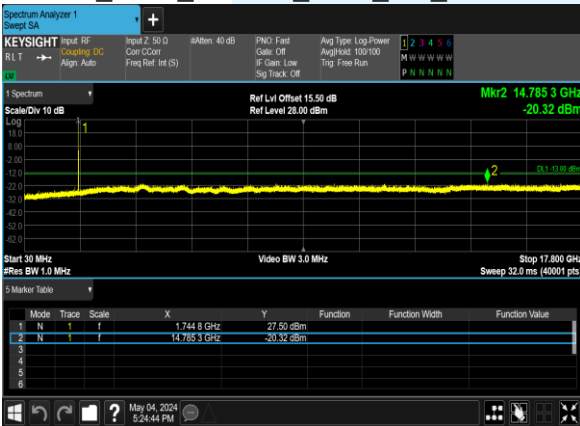 Spectrum Analyzer 1
Swept SA
+
KEYSIGHT
RLT
LV
Input: RF
Coupling: DC
Align: Auto
Input Z: 50 Ω
Corr CCorr
Freq Ref: Int (S)
#Atten: 40 dB
PNO: Fast
Gate: Off
IF Gain: Low
Sig Track: Off
Avg Type: Log-Power
Avg|Hold: 100/100
Trig: Free Run
1 2 3 4 5 6
M W W W W W
P N N N N N
1 Spectrum
Scale/Div 10 dB
Ref Lvl Offset 15.50 dB
Ref Level 28.00 dBm
Mkr2 14.785 3 GHz
-20.32 dBm
Log
18.0
8.00
-2.00
-12.0
-22.0
-32.0
-42.0
-52.0
-62.0
1
2
DL1 -13.00 dBm
Start 30 MHz
Video BW 3.0 MHz
Stop 17.800 GHz
#Res BW 1.0 MHz
Sweep 32.0 ms (40001 pts
5 Marker Table
Mode Trace Scale X Y Function Function Width Function Value
1 N 1 f 1.744 8 GHz 27.50 dBm
2 N 1 f 14.785 3 GHz -20.32 dBm
3
4
5
6
?
May 04, 2024
5:24:44 PM